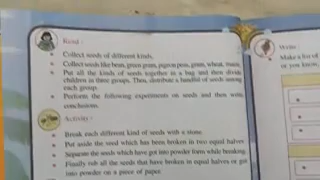 Read :
Collect seeds of different kinds.
Collect seeds like bean, green gram, pigeon peas, gram, wheat, maize.
Put all the kinds of seeds together in a bag and then divide
children in three groups. Then, distribute a handful of seeds among
each group.
Perform the following experiments on seeds and then write
conclusions.
Activity :
Break each different kind of seeds with a stone.
Put aside the seed which has been broken in two equal halves
Separate the seeds which have got into powder form while breaking.
Finally rub all the seeds that have broken in equal halves or got
into powder on a piece of paper.
Write
Make a list of
or, you know,